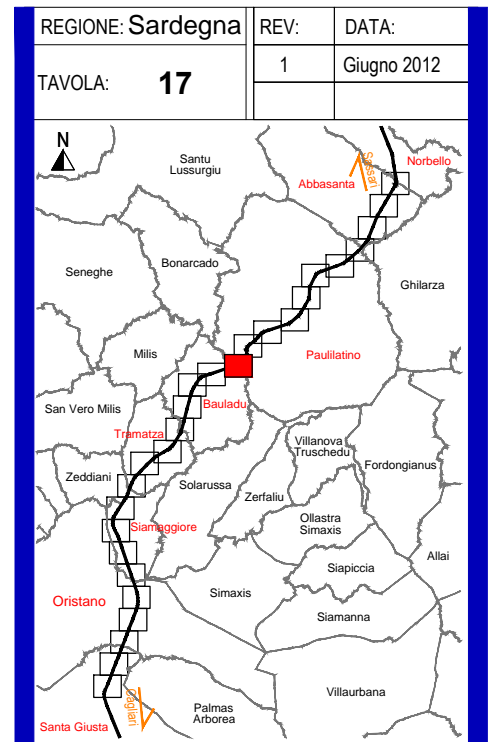 REGIONE: Sardegna
REV:
DATA:
TAVOLA: 17
1
Giugno 2012
N
Santu
Lussurgiu
Sassari
Norbello
Abbasanta
Bonarcado
Seneghe
Ghilarza
Milis
Paulilatino
San Vero Milis
Bauladu
Tramatza
Villanova
Truschedu
Fordongianus
Zeddiani
Solarussa
Zerfaliu
Ollastra
Simaxis
Siamaggiore
Allai
Siapiccia
Simaxis
Oristano
Siamanna
Villaurbana
Cagliari
Palmas
Arborea
Santa Giusta